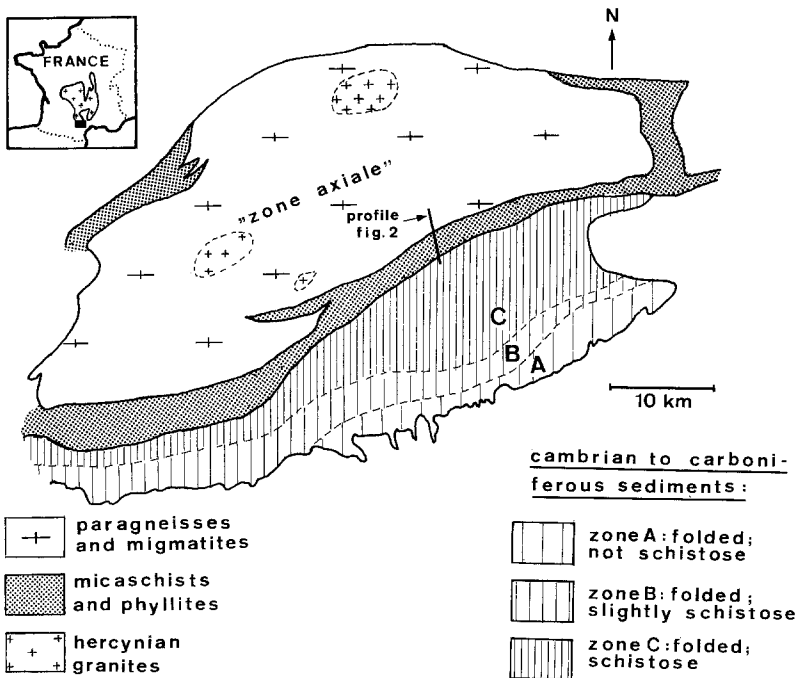 N
FRANCE
"zone axiale"
profile
fig. 2
C
B
A
10 km
cambrian to carboni-
ferous sediments:
paragneisses
and migmatites
micaschists
and phyllites
hercynian
granites
zone A: folded;
not schistose
zone B: folded;
slightly schistose
zone C: folded;
schistose